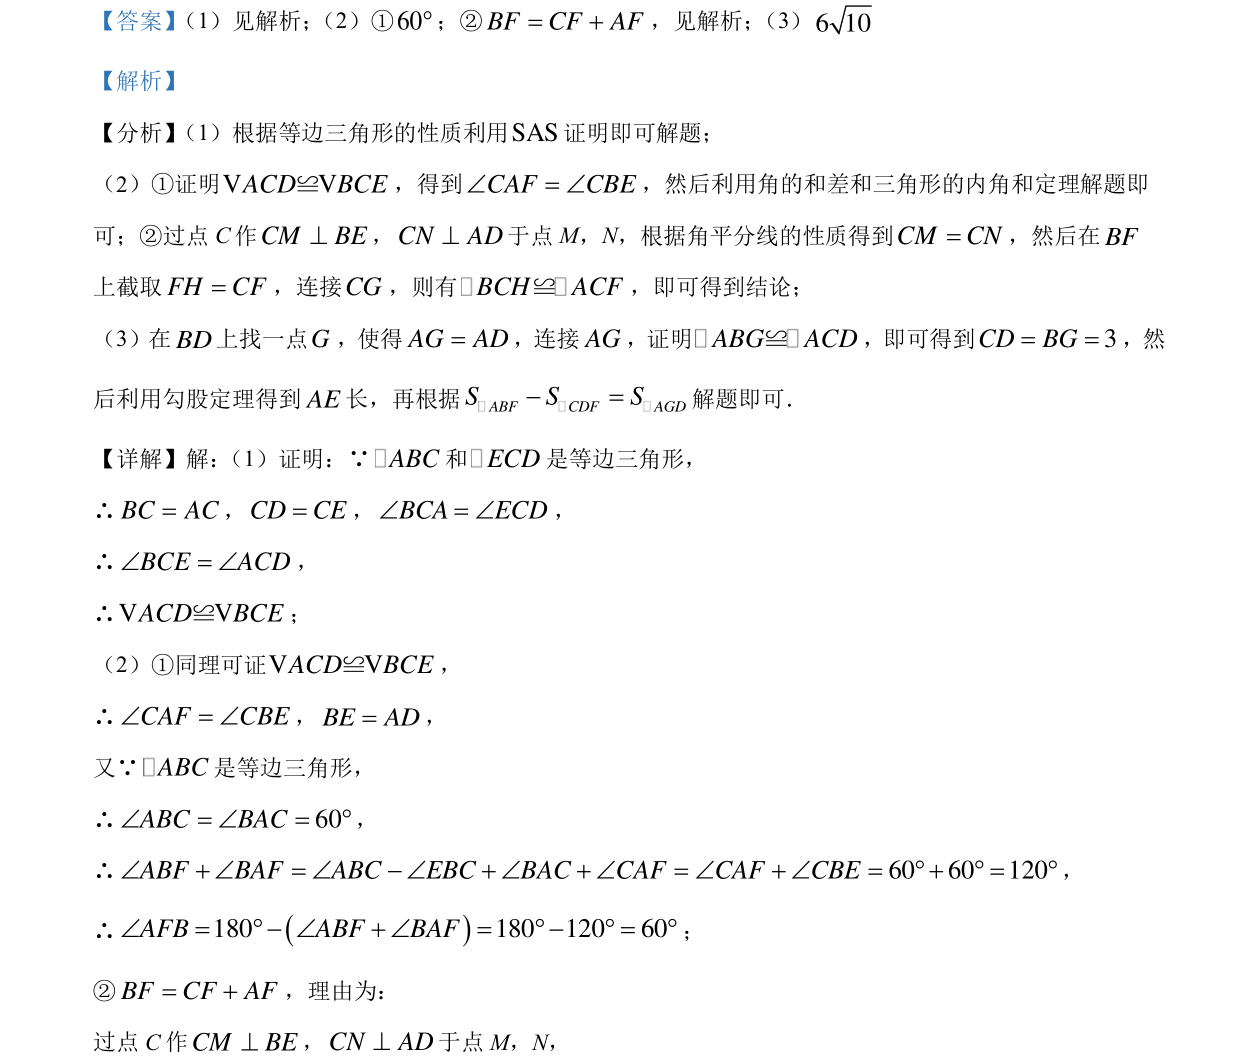 【答案】（1）见解析；（2）①60°；②BF = CF + AF，见解析；（3）6√10
【解析】
【分析】（1）根据等边三角形的性质利用SAS证明即可解题；
（2）①证明VACD≌VBCE，得到∠CAF = ∠CBE，然后利用角的和差和三角形的内角和定理解题即
可；②过点 C 作CM ⊥ BE，CN ⊥ AD于点 M，N，根据角平分线的性质得到CM = CN，然后在BF
上截取FH = CF，连接CG，则有□BCH≌□ACF，即可得到结论；
（3）在BD上找一点G，使得AG = AD，连接AG，证明□ABG≌□ACD，即可得到CD = BG = 3，然
后利用勾股定理得到AE长，再根据S□ABF − S□CDF = S□AGD解题即可．
【详解】解：（1）证明：∵□ABC和□ECD是等边三角形，
∴BC = AC，CD = CE，∠BCA = ∠ECD，
∴∠BCE = ∠ACD，
∴VACD≌VBCE；
（2）①同理可证VACD≌VBCE，
∴∠CAF = ∠CBE，BE = AD，
又∵□ABC是等边三角形，
∴∠ABC = ∠BAC = 60°，
∴∠ABF + ∠BAF = ∠ABC − ∠EBC + ∠BAC + ∠CAF = ∠CAF + ∠CBE = 60° + 60° = 120°，
∴∠AFB = 180° − (∠ABF + ∠BAF) = 180° − 120° = 60°；
②BF = CF + AF，理由为：
过点 C 作CM ⊥ BE，CN ⊥ AD于点 M，N，